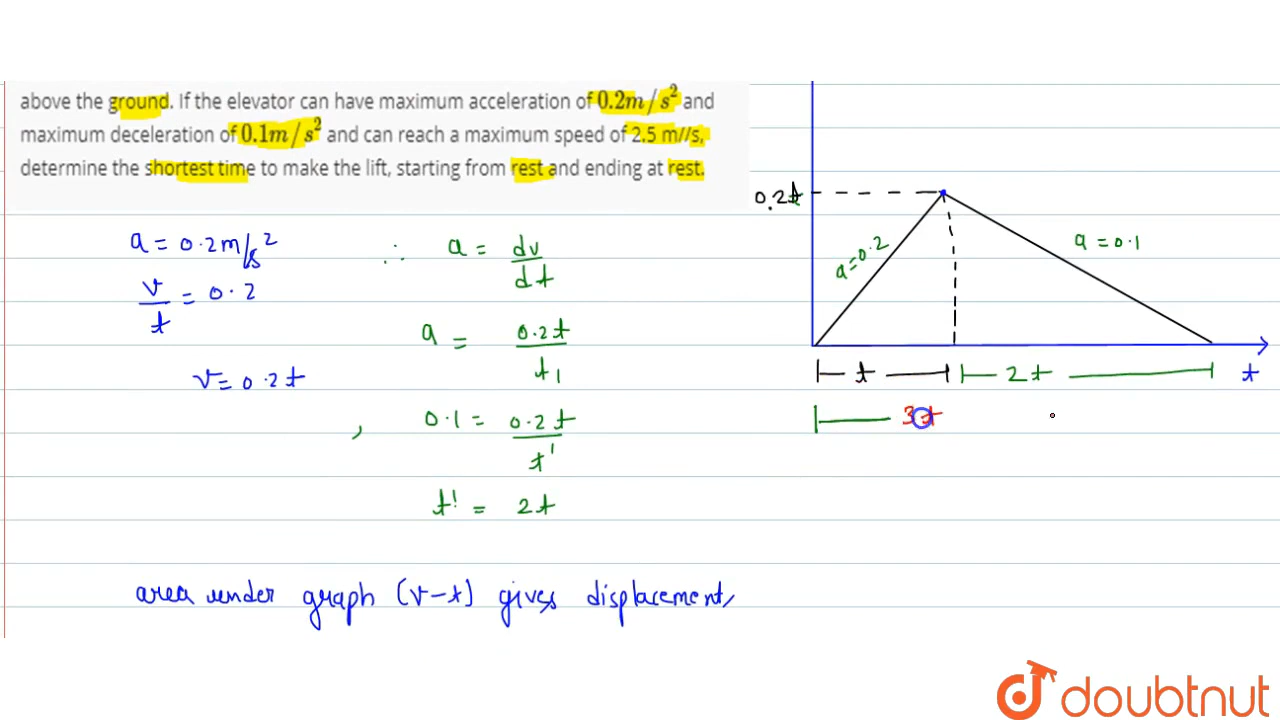 above the ground. If the elevator can have maximum acceleration of 0.2m/s² and
maximum deceleration of 0.1m/s² and can reach a maximum speed of 2.5 m//s,
determine the shortest time to make the lift, starting from rest and ending at rest.
a = 0.2 m/s²
v/t = 0.2
v = 0.2t
∴ a = dv/dt
a = 0.2t/t₁
, 0.1 = 0.2t/t'
t' = 2t
area under graph (v-t) gives displacement,
0.2t
a=0.2
a = 0.1
t
2t
t
3t
doubtnut